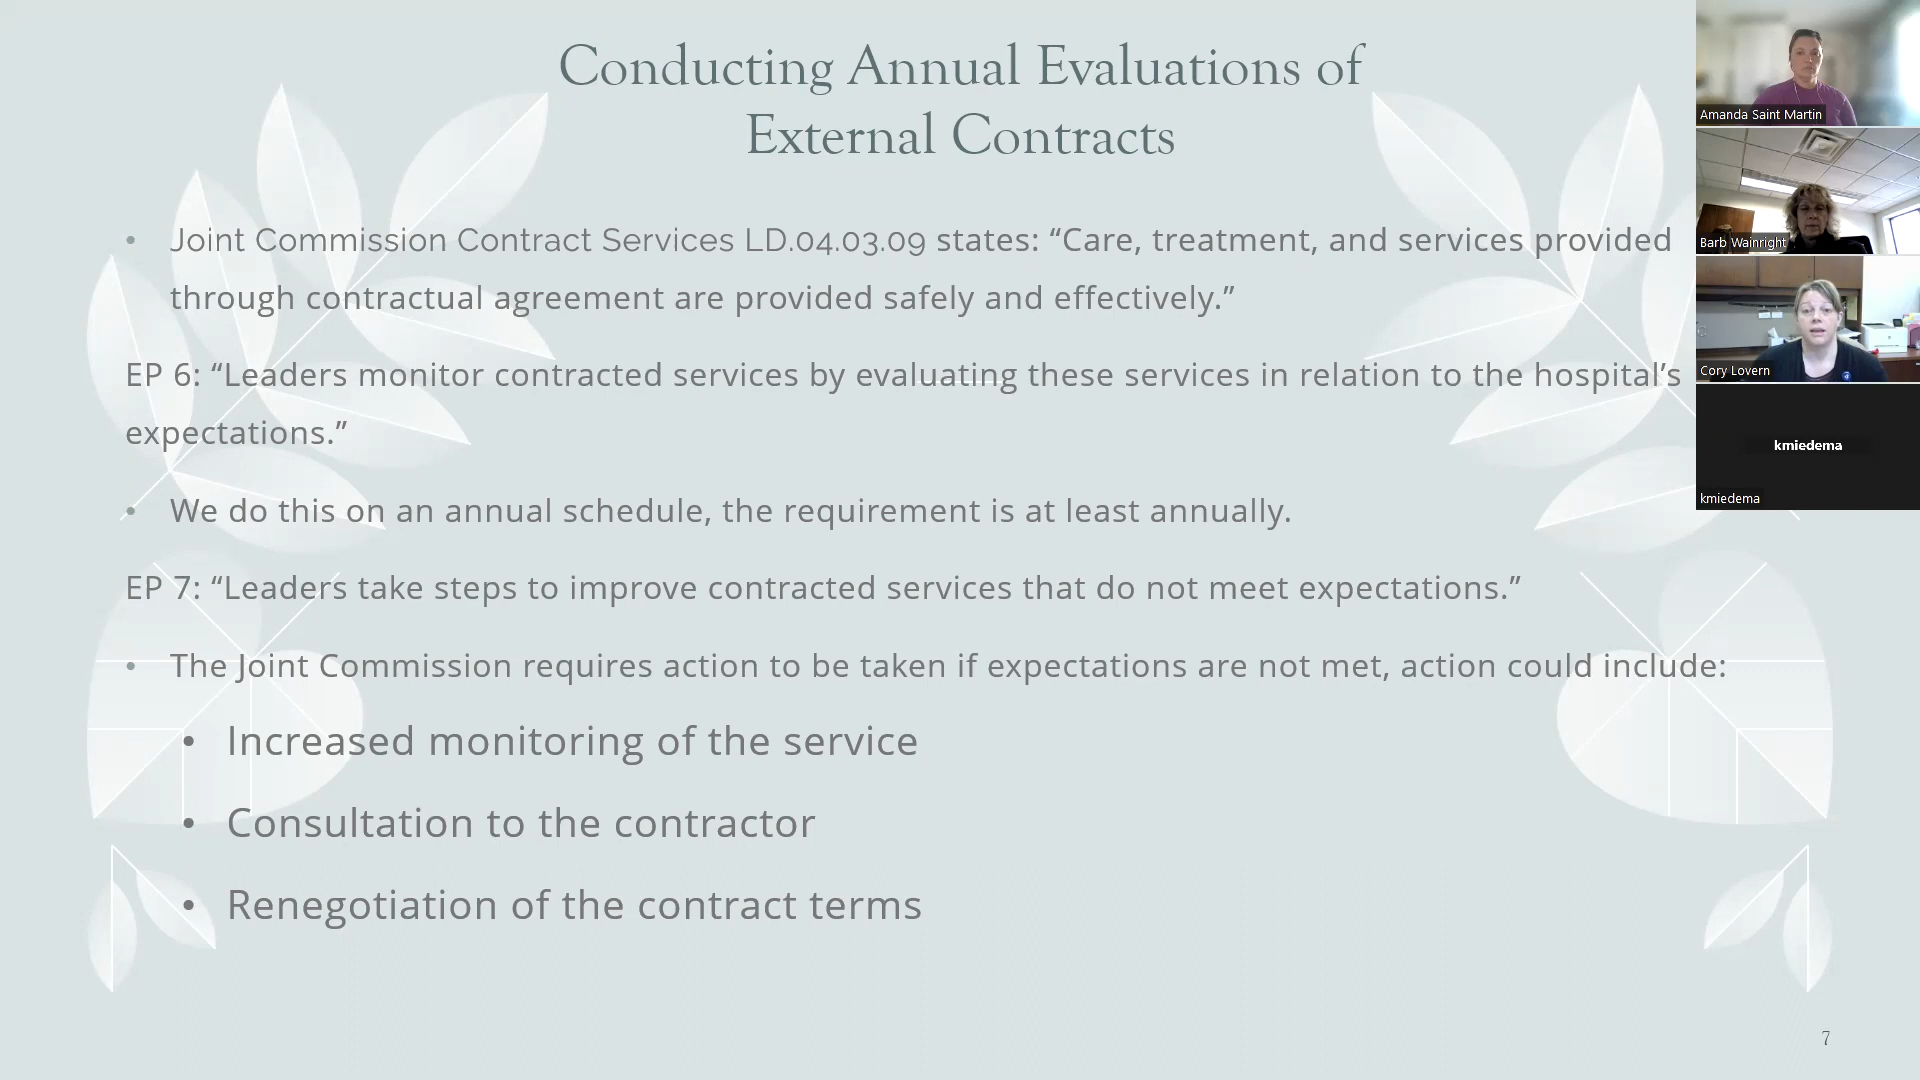 Conducting Annual Evaluations of
External Contracts
• Joint Commission Contract Services LD.04.03.09 states: “Care, treatment, and services provided
through contractual agreement are provided safely and effectively.”
EP 6: “Leaders monitor contracted services by evaluating these services in relation to the hospital’s
expectations.”
• We do this on an annual schedule, the requirement is at least annually.
EP 7: “Leaders take steps to improve contracted services that do not meet expectations.”
• The Joint Commission requires action to be taken if expectations are not met, action could include:
• Increased monitoring of the service
• Consultation to the contractor
• Renegotiation of the contract terms
7
Amanda Saint Martin
Barb Wainright
Cory Lovern
kmiedema
kmiedema